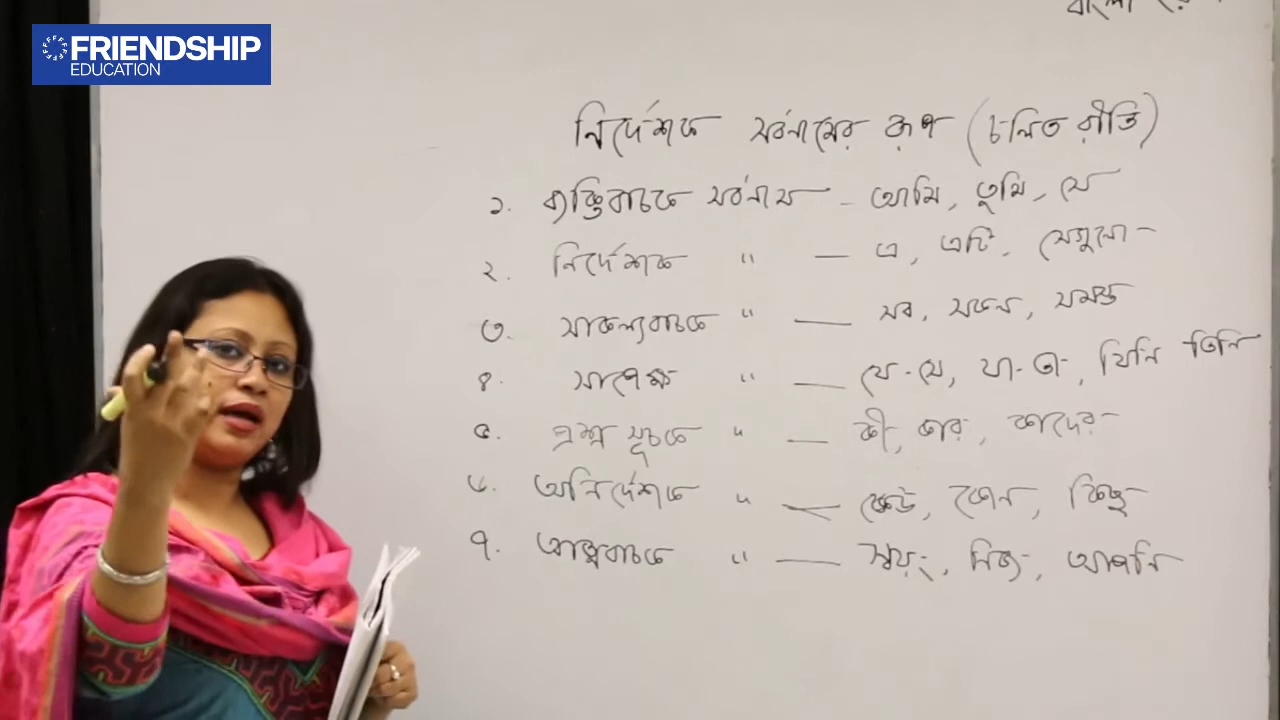 FRIENDSHIP
EDUCATION
বাংলা
নির্দেশক সর্বনামের রূপ (চলিত রীতি)
১. ব্যক্তিবাচক সর্বনাম - আমি, তুমি, সে
২. নির্দেশক " — এ, এটি, সেগুলো
৩. সাকল্যবাচক " — সব, সকল, সমস্ত
৪. সাপেক্ষ " — যে-সে, যা-তা, যিনি তিনি
৫. প্রশ্ন সূচক " — কী, কার, কাদের
৬. অনির্দেশক " — কেউ, কোন, কিছু
৭. আত্মবাচক " — স্বয়ং, নিজ, আপনি